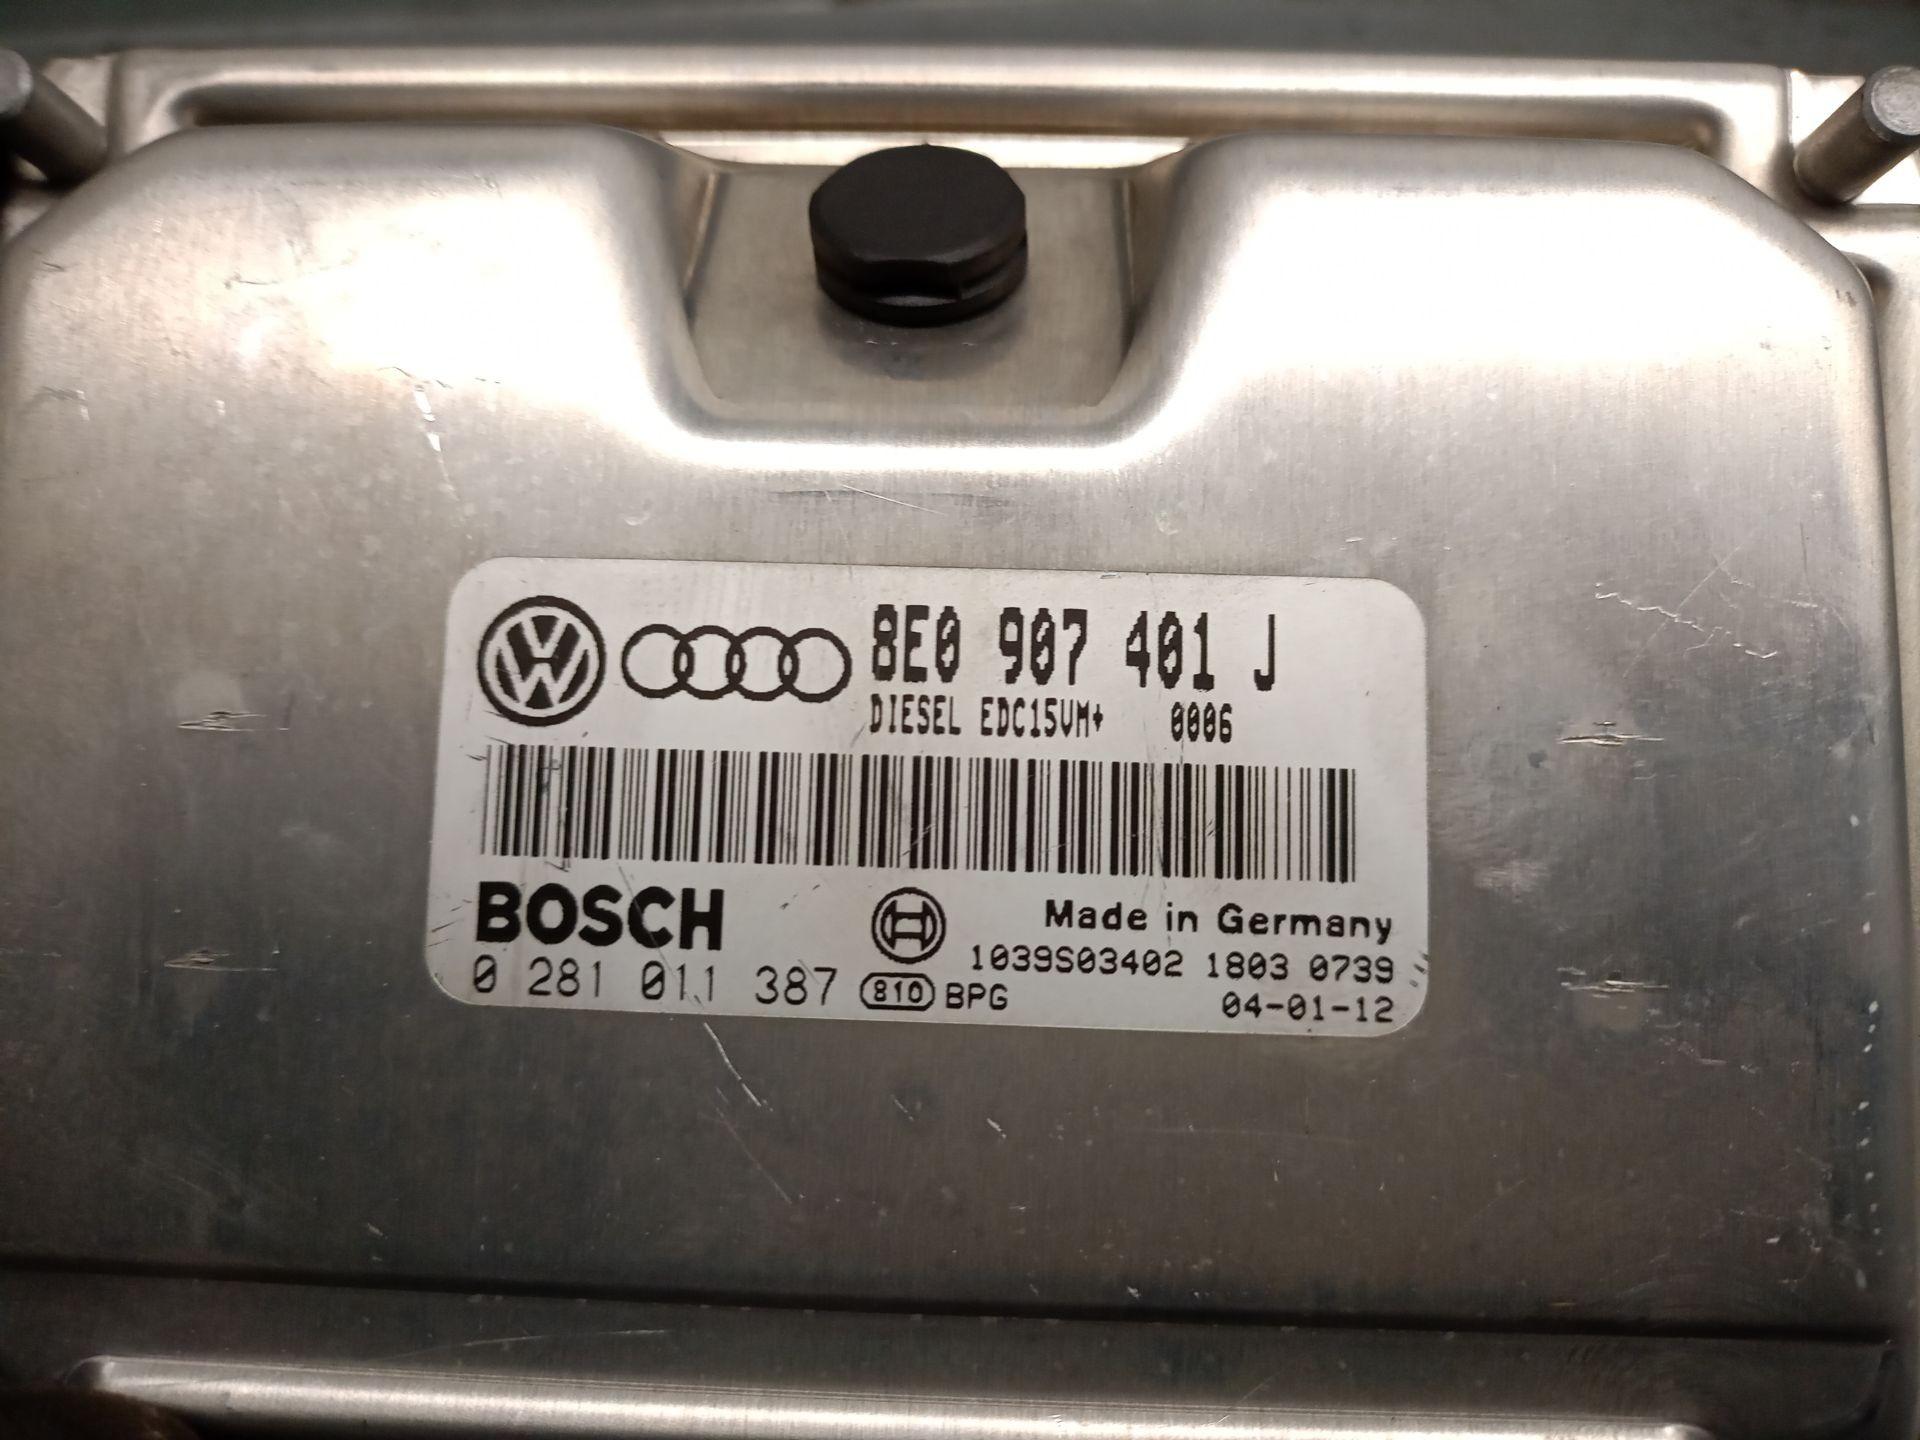 8E0 907 401 J
DIESEL EDC15VM+ 0006
BOSCH
Made in Germany
1039S03402 1803 0739
0 281 011 387 810 BPG 04-01-12